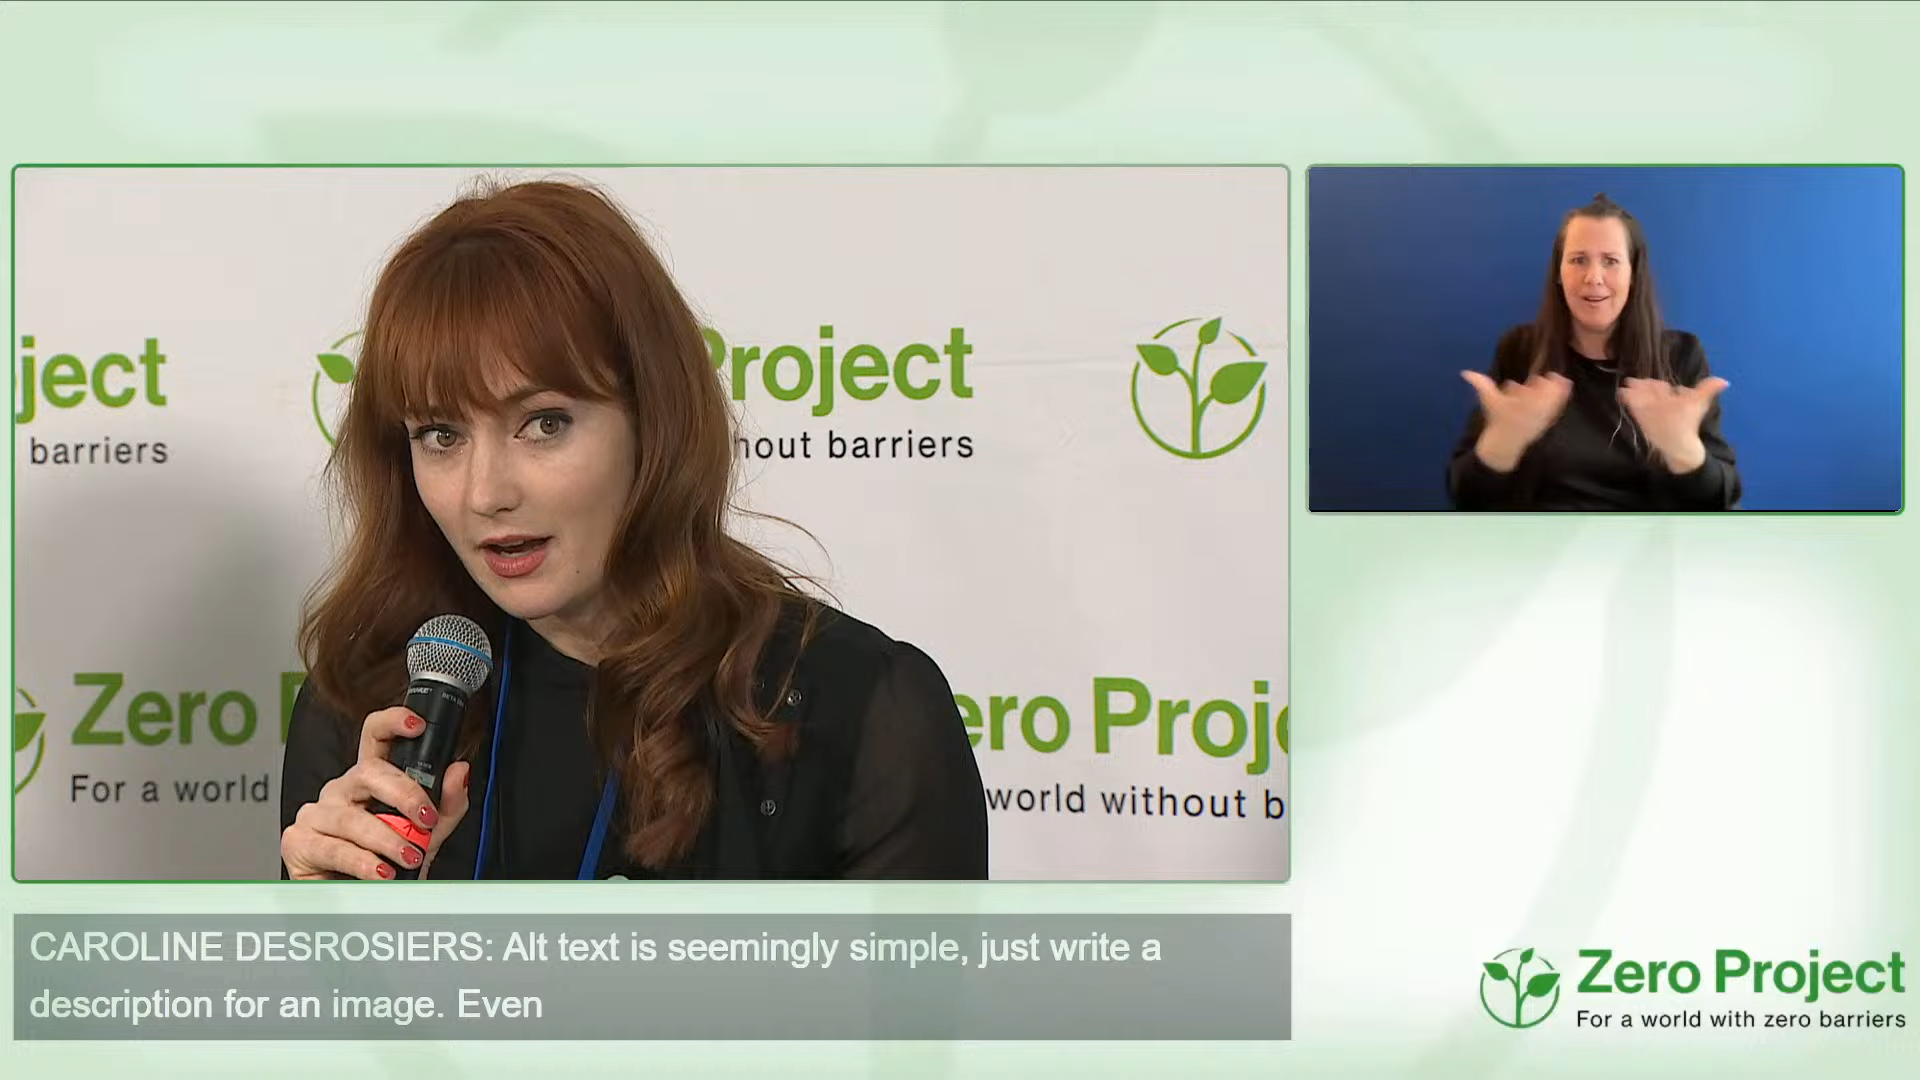 ject
barriers
Project
hout barriers
Zero
For a world
ero Proj
world without b
CAROLINE DESROSIERS: Alt text is seemingly simple, just write a
description for an image. Even
Zero Project
For a world with zero barriers